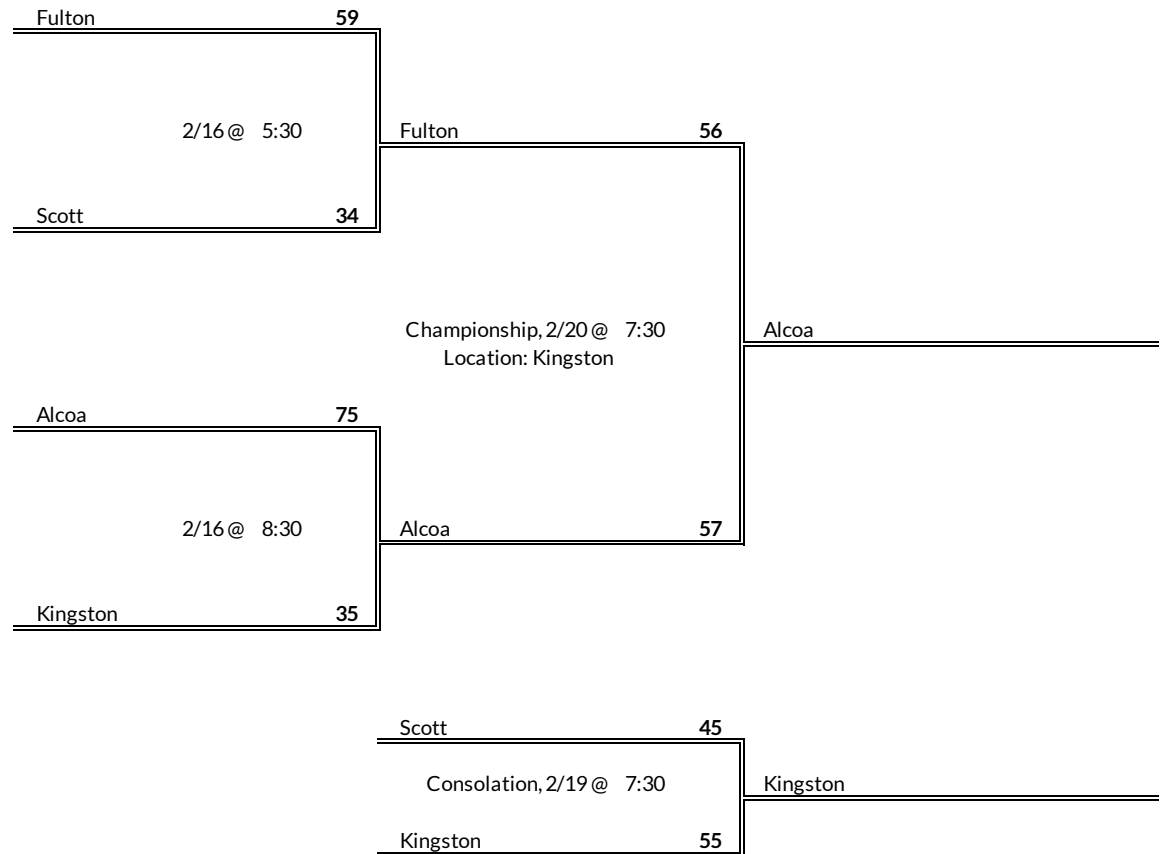 Fulton 59
2/16 @ 5:30
Fulton 56
Scott 34
Championship, 2/20 @ 7:30
Alcoa
Location: Kingston
Alcoa 75
2/16 @ 8:30
Alcoa 57
Kingston 35
Scott 45
Consolation, 2/19 @ 7:30
Kingston
Kingston 55